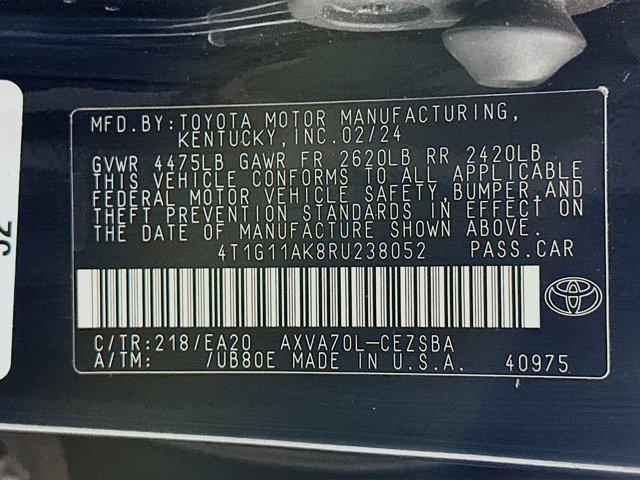 MFD.BY:TOYOTA MOTOR MANUFACTURING,
KENTUCKY,INC.02/24
GVWR 4475LB GAWR FR 2620LB RR 2420LB
THIS VEHICLE CONFORMS TO ALL APPLICABLE
FEDERAL MOTOR VEHICLE SAFETY,BUMPER,AND
THEFT PREVENTION STANDARDS IN EFFECT ON
THE DATE OF MANUFACTURE SHOWN ABOVE.
4T1G11AK8RU238052 PASS.CAR
C/TR:218/EA20 AXVA70L-CEZSBA
A/TM: 7UB80E MADE IN U.S.A. 40975